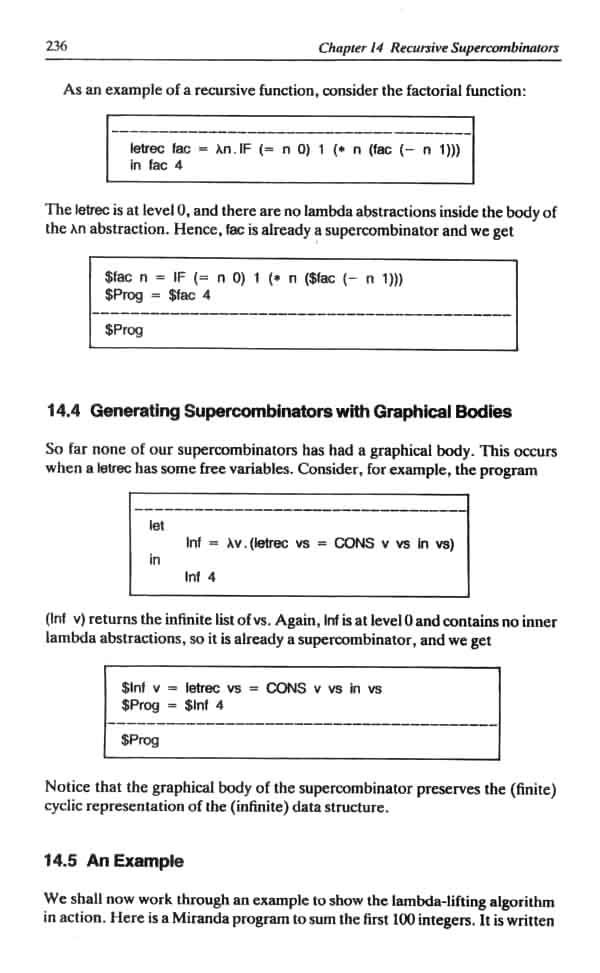 236
Chapter 14 Recursive Supercombinators
As an example of a recursive function, consider the factorial function:
letrec fac = λn.IF (= n 0) 1 (* n (fac (− n 1)))
in fac 4
The letrec is at level 0, and there are no lambda abstractions inside the body of
the λn abstraction. Hence, fac is already a supercombinator and we get
$fac n = IF (= n 0) 1 (* n ($fac (− n 1)))
$Prog = $fac 4
$Prog
14.4 Generating Supercombinators with Graphical Bodies
So far none of our supercombinators has had a graphical body. This occurs
when a letrec has some free variables. Consider, for example, the program
let
Inf = λv.(letrec vs = CONS v vs in vs)
in
Inf 4
(Inf v) returns the infinite list of vs. Again, Inf is at level 0 and contains no inner
lambda abstractions, so it is already a supercombinator, and we get
$Inf v = letrec vs = CONS v vs in vs
$Prog = $Inf 4
$Prog
Notice that the graphical body of the supercombinator preserves the (finite)
cyclic representation of the (infinite) data structure.
14.5 An Example
We shall now work through an example to show the lambda-lifting algorithm
in action. Here is a Miranda program to sum the first 100 integers. It is written